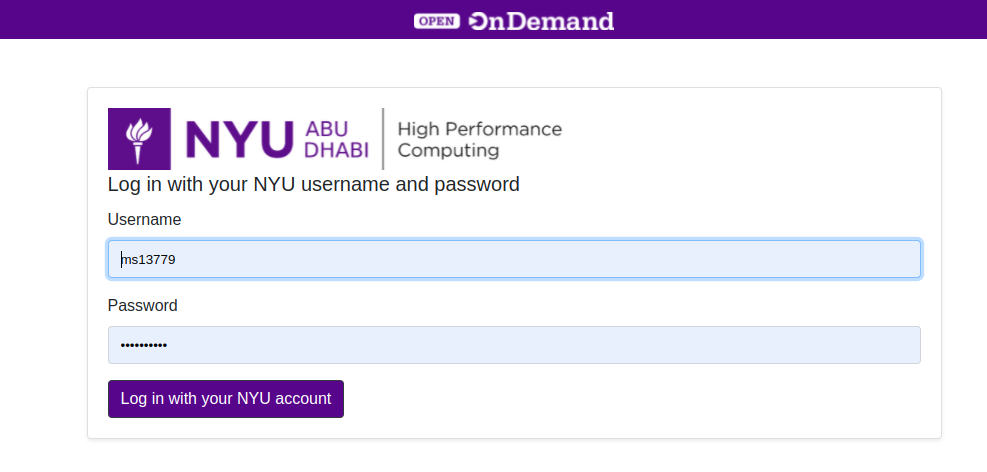 OPEN OnDemand
NYU ABU DHABI High Performance Computing
Log in with your NYU username and password
Username
ms13779
Password
••••••••••
Log in with your NYU account